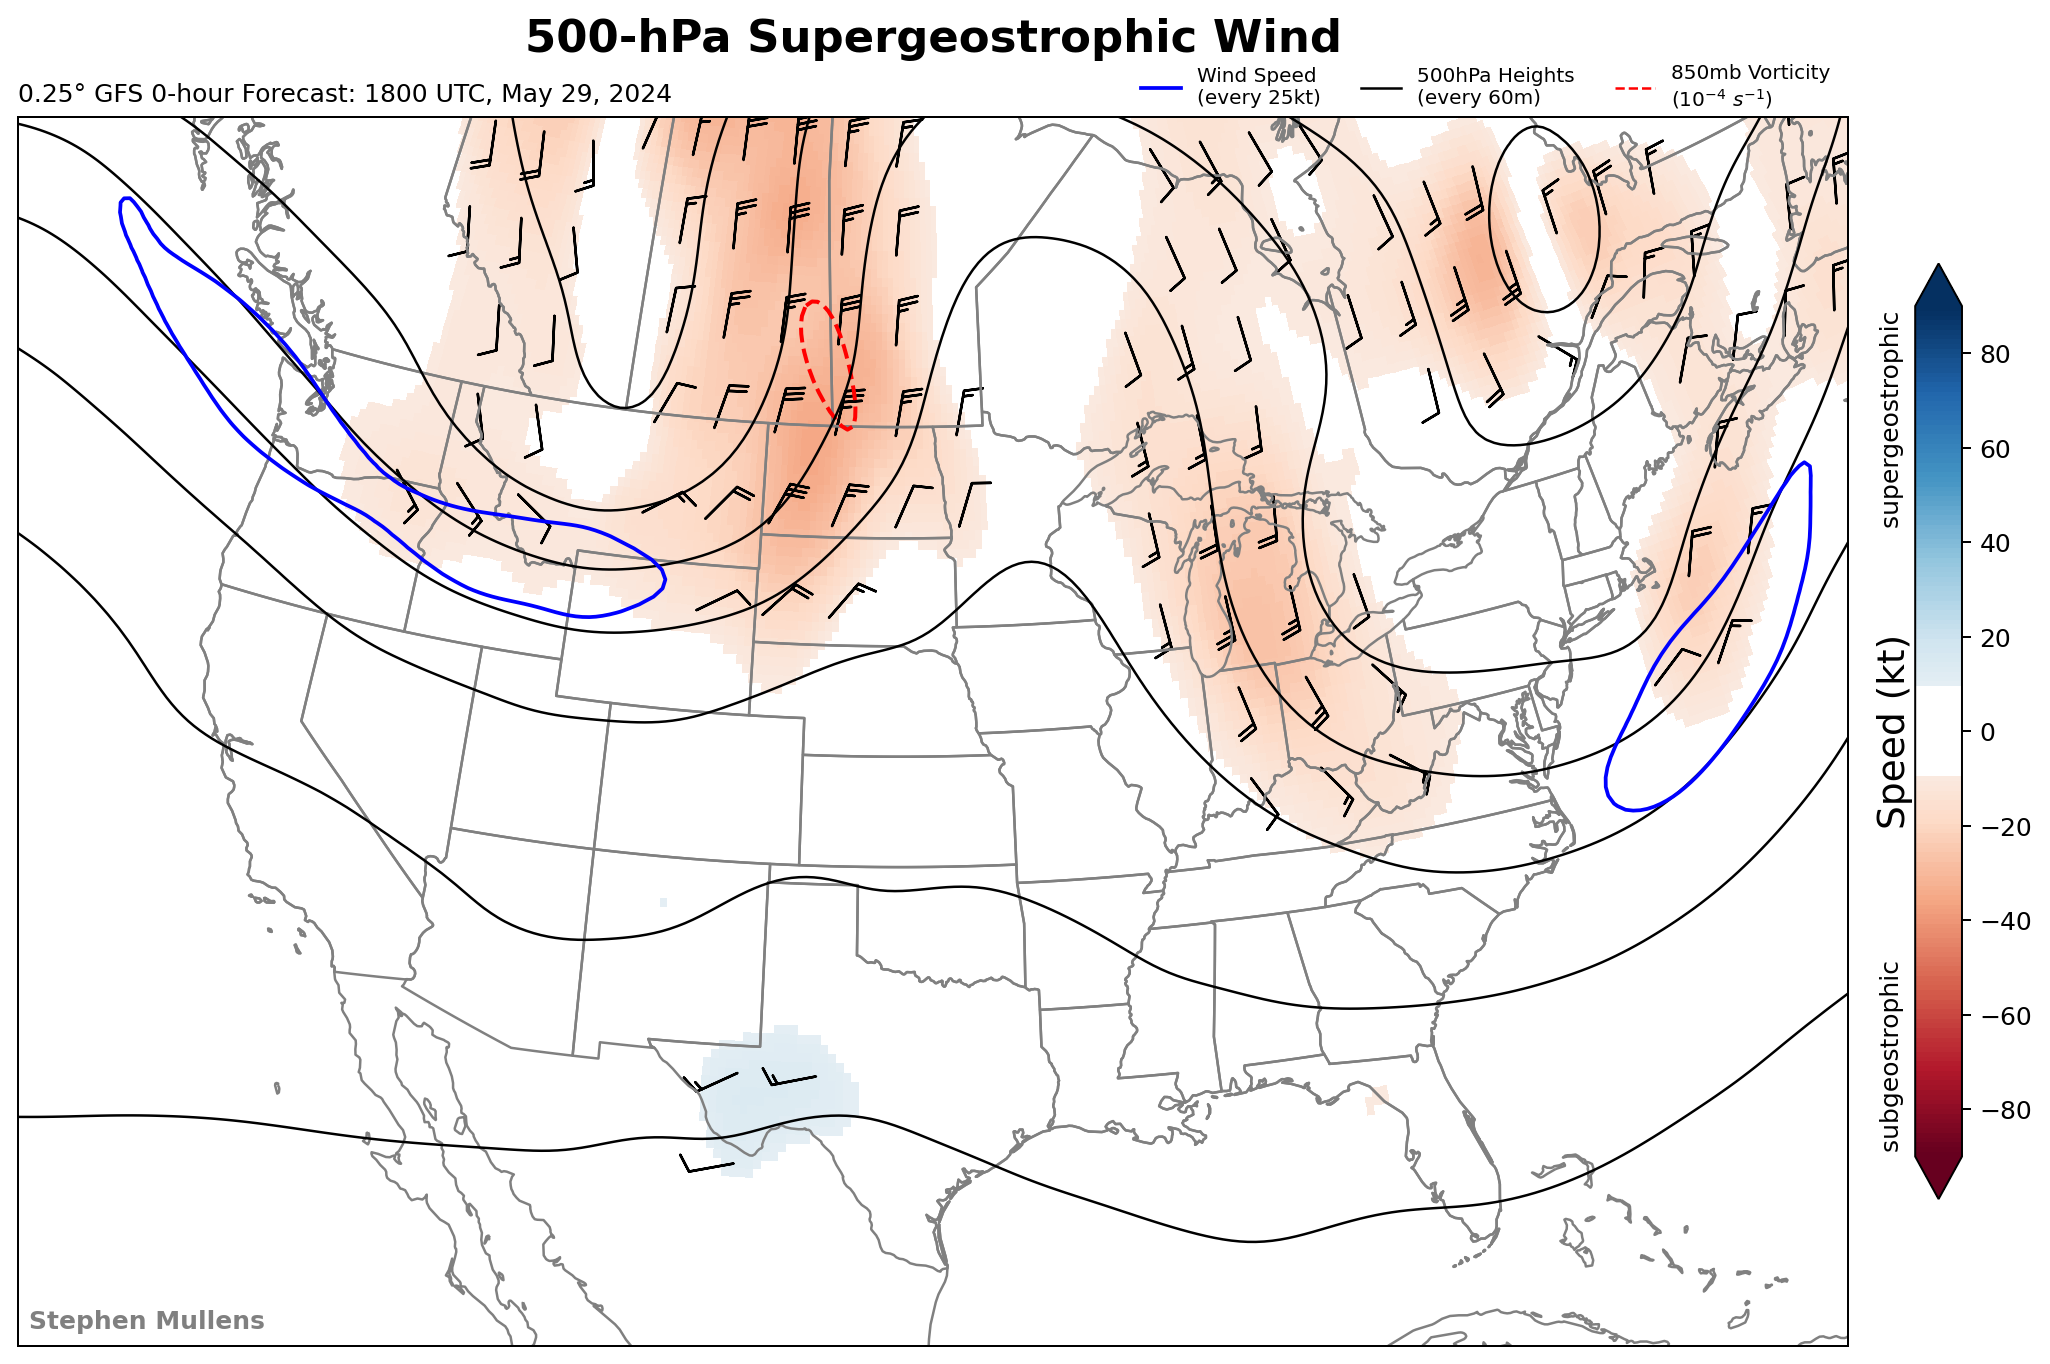 500-hPa Supergeostrophic Wind
0.25° GFS 0-hour Forecast: 1800 UTC, May 29, 2024
Wind Speed
(every 25kt)
500hPa Heights
(every 60m)
850mb Vorticity
(10⁻⁴ s⁻¹)
supergeostrophic
Speed (kt)
subgeostrophic
80
60
40
20
0
−20
−40
−60
−80
Stephen Mullens